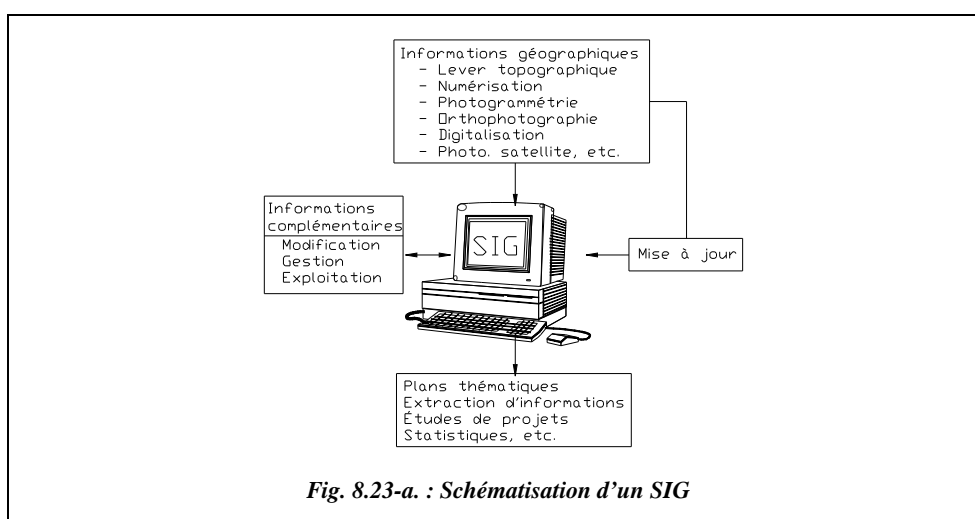 Informations géographiques
- Lever topographique
- Numérisation
- Photogrammétrie
- Orthophotographie
- Digitalisation
- Photo. satellite, etc.
Informations
complémentaires
Modification
Gestion
Exploitation
SIG
Mise à jour
Plans thématiques
Extraction d'informations
Études de projets
Statistiques, etc.
Fig. 8.23-a. : Schématisation d’un SIG